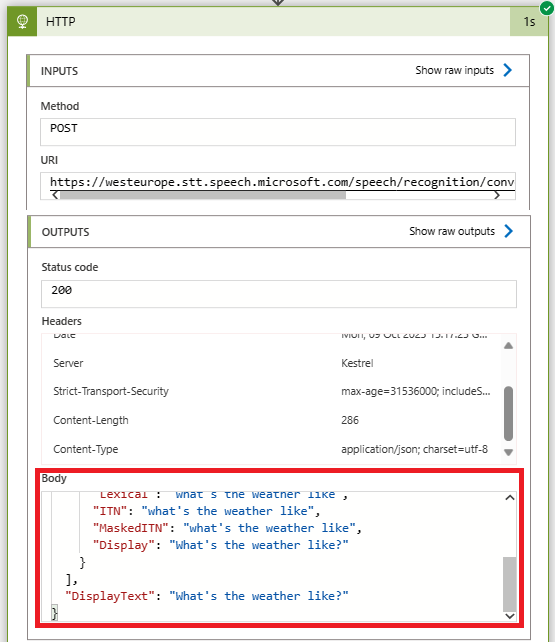 HTTP
1s
INPUTS
Show raw inputs
Method
POST
URI
https://westeurope.stt.speech.microsoft.com/speech/recognition/conv
OUTPUTS
Show raw outputs
Status code
200
Headers
Date Mon, 09 Oct 2023 G...
Server Kestrel
Strict-Transport-Security max-age=31536000; includeS...
Content-Length 286
Content-Type application/json; charset=utf-8
Body
"Lexical": "what's the weather like",
"ITN": "what's the weather like",
"MaskedITN": "what's the weather like",
"Display": "What's the weather like?"
}
],
"DisplayText": "What's the weather like?"
}